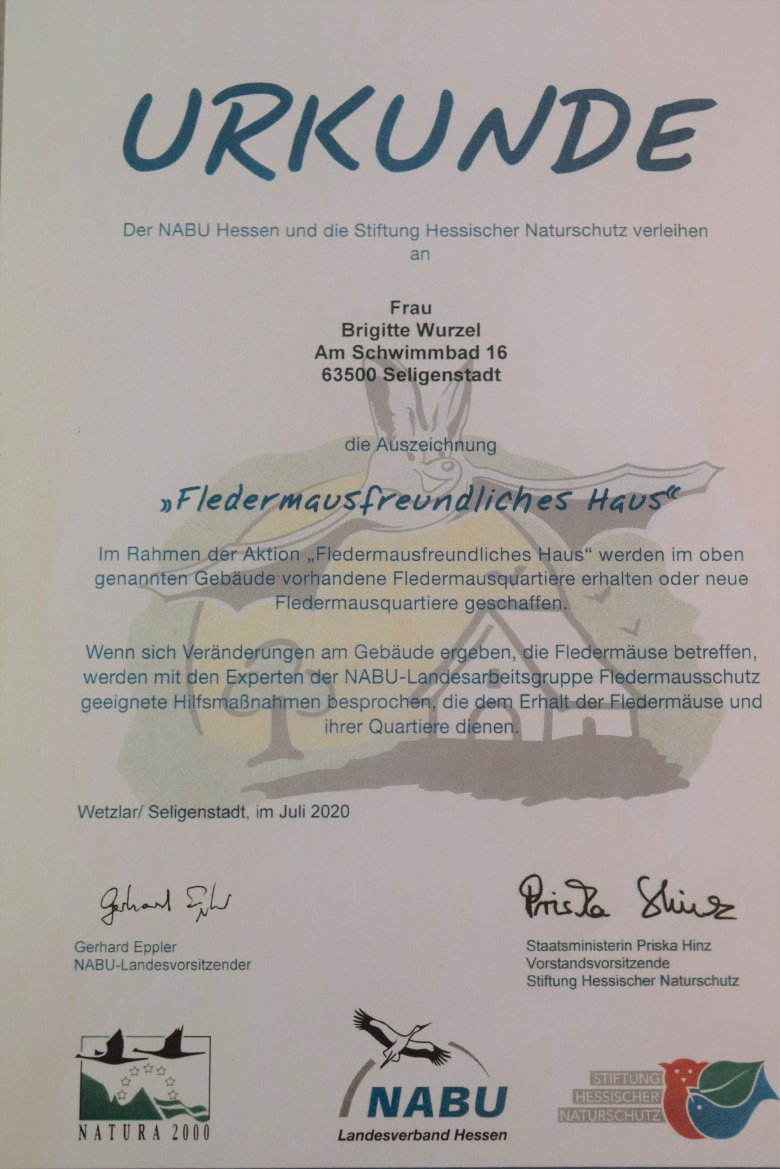 URKUNDE
Der NABU Hessen und die Stiftung Hessischer Naturschutz verleihen
an
Frau
Brigitte Wurzel
Am Schwimmbad 16
63500 Seligenstadt
die Auszeichnung
„Fledermausfreundliches Haus“
Im Rahmen der Aktion „Fledermausfreundliches Haus“ werden im oben
genannten Gebäude vorhandene Fledermausquartiere erhalten oder neue
Fledermausquartiere geschaffen.
Wenn sich Veränderungen am Gebäude ergeben, die Fledermäuse betreffen,
werden mit den Experten der NABU-Landesarbeitsgruppe Fledermausschutz
geeignete Hilfsmaßnahmen besprochen, die dem Erhalt der Fledermäuse und
ihrer Quartiere dienen.
Wetzlar/ Seligenstadt, im Juli 2020
Gerhard Eppler
NABU-Landesvorsitzender
Priska Hinz
Staatsministerin Priska Hinz
Vorstandsvorsitzende
Stiftung Hessischer Naturschutz
NATURA 2000
NABU
Landesverband Hessen
STIFTUNG
HESSISCHER
NATURSCHUTZ